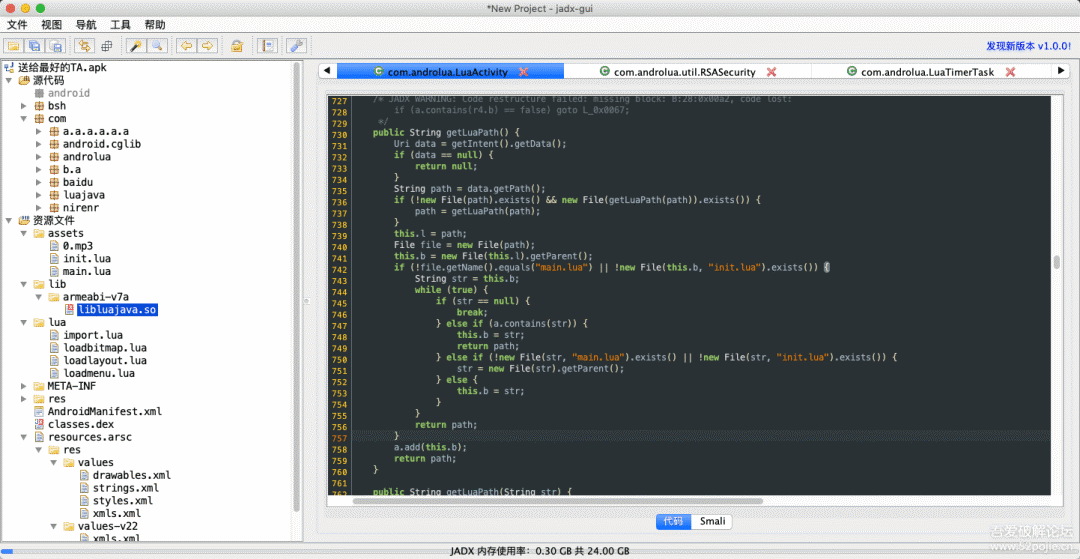 *New Project - jadx-gui
文件 视图 导航 工具 帮助
发现新版本 v1.0.0!
送给最好的TA.apk
源代码
android
bsh
com
a.a.a.a.a.a
android.cglib
androlua
b.a
baidu
luajava
nirenr
资源文件
assets
0.mp3
init.lua
main.lua
lib
armeabi-v7a
libluajava.so
lua
import.lua
loadbitmap.lua
loadlayout.lua
loadmenu.lua
META-INF
res
AndroidManifest.xml
classes.dex
resources.arsc
res
values
drawables.xml
strings.xml
styles.xml
xmls.xml
values-v22
xmls.xml
com.androlua.LuaActivity
com.androlua.util.RSASecurity
com.androlua.LuaTimerTask
727 /* JADX WARNING: Code restructure failed: missing block: B:28:0x00a2, code lost:
728 if (a.contains(r4.b) == false) goto L_0x0067;
729 */
730 public String getLuaPath() {
731 Uri data = getIntent().getData();
732 if (data == null) {
733 return null;
734 }
735 String path = data.getPath();
736 if (!new File(path).exists() && new File(getLuaPath(path)).exists()) {
737 path = getLuaPath(path);
738 }
739 this.l = path;
740 File file = new File(path);
741 this.b = new File(this.l).getParent();
742 if (!file.getName().equals("main.lua") || !new File(this.b, "init.lua").exists()) {
743 String str = this.b;
744 while (true) {
745 if (str == null) {
746 break;
747 } else if (a.contains(str)) {
748 this.b = str;
749 return path;
750 } else if (!new File(str, "main.lua").exists() || !new File(str, "init.lua").exists()) {
751 str = new File(str).getParent();
752 } else {
753 this.b = str;
754 }
755 }
756 return path;
757 }
758 a.add(this.b);
759 return path;
760 }
761
762 public String getLuaPath(String str) {
代码 Smali
JADX 内存使用率：0.30 GB 共 24.00 GB
吾爱破解论坛
www.52pojie.cn